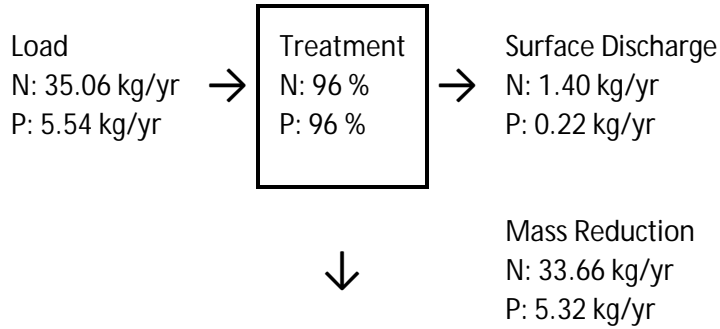 Load
N: 35.06 kg/yr
P: 5.54 kg/yr
→
Treatment
N: 96 %
P: 96 %
→
Surface Discharge
N: 1.40 kg/yr
P: 0.22 kg/yr
↓
Mass Reduction
N: 33.66 kg/yr
P: 5.32 kg/yr